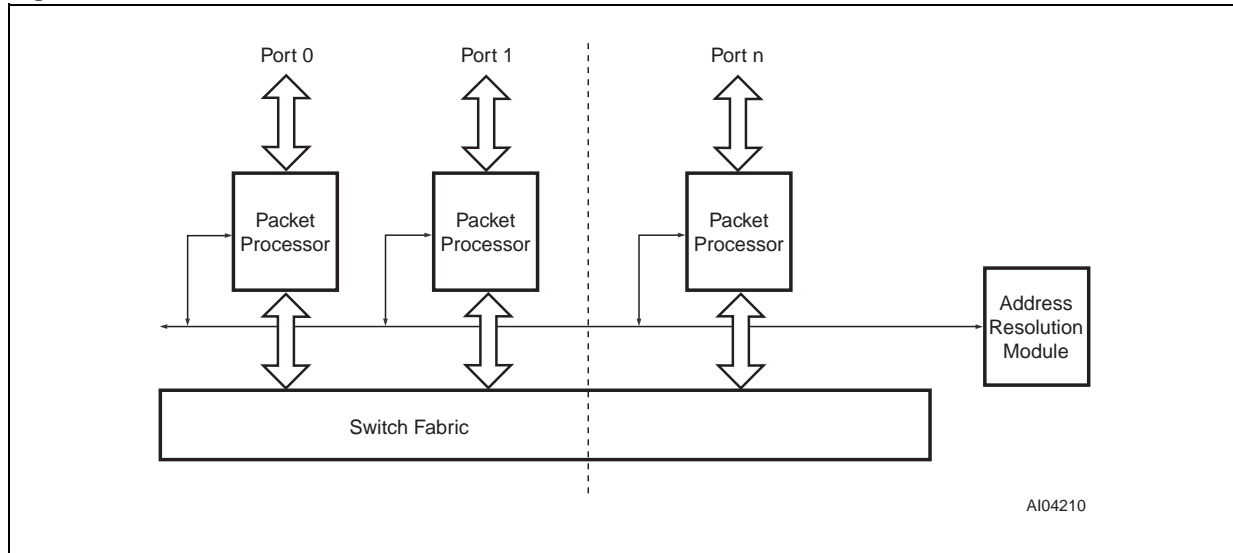 Port 0
Port 1
Port n
Packet
Processor
Packet
Processor
Packet
Processor
Address
Resolution
Module
Switch Fabric
AI04210